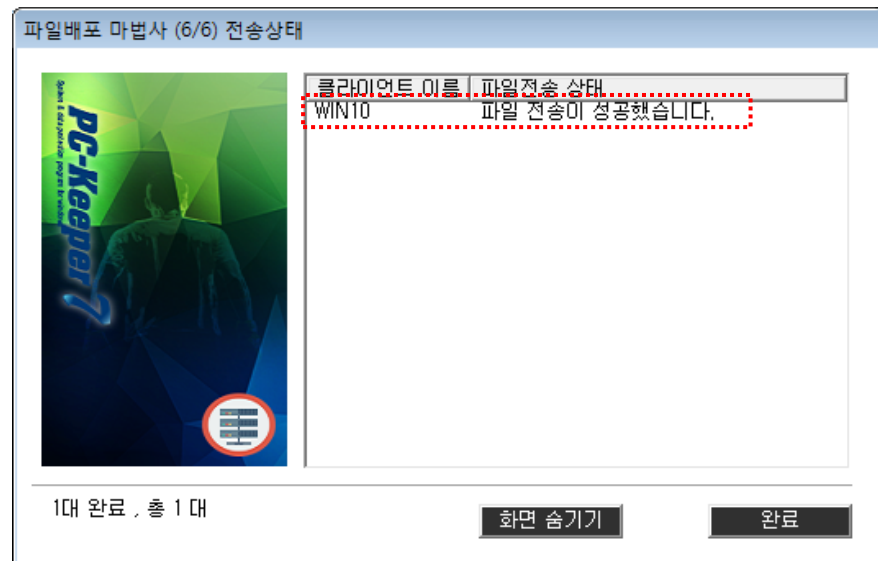 파일배포 마법사 (6/6) 전송상태
PC-Keeper 7
클라이언트 이름 파일전송 상태
WIN10 파일 전송이 성공했습니다.
1대 완료 , 총 1 대
화면 숨기기
완료